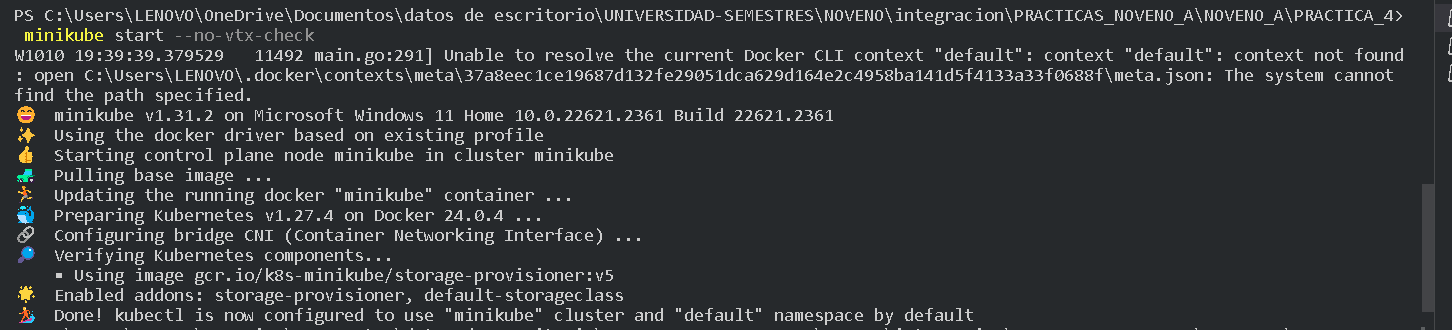 PS C:\Users\LENOVO\OneDrive\Documentos\datos de escritorio\UNIVERSIDAD-SEMESTRES\NOVENO\integracion\PRACTICAS_NOVENO_A\NOVENO_A\PRACTICA_4>
minikube start --no-vtx-check
W1010 19:39:39.379529   11492 main.go:291] Unable to resolve the current Docker CLI context "default": context "default": context not found
: open C:\Users\LENOVO\.docker\contexts\meta\37a8eec1ce19687d132fe29051dca629d164e2c4958ba141d5f4133a33f0688f\meta.json: The system cannot
find the path specified.
minikube v1.31.2 on Microsoft Windows 11 Home 10.0.22621.2361 Build 22621.2361
Using the docker driver based on existing profile
Starting control plane node minikube in cluster minikube
Pulling base image ...
Updating the running docker "minikube" container ...
Preparing Kubernetes v1.27.4 on Docker 24.0.4 ...
Configuring bridge CNI (Container Networking Interface) ...
Verifying Kubernetes components...
▪ Using image gcr.io/k8s-minikube/storage-provisioner:v5
Enabled addons: storage-provisioner, default-storageclass
Done! kubectl is now configured to use "minikube" cluster and "default" namespace by default